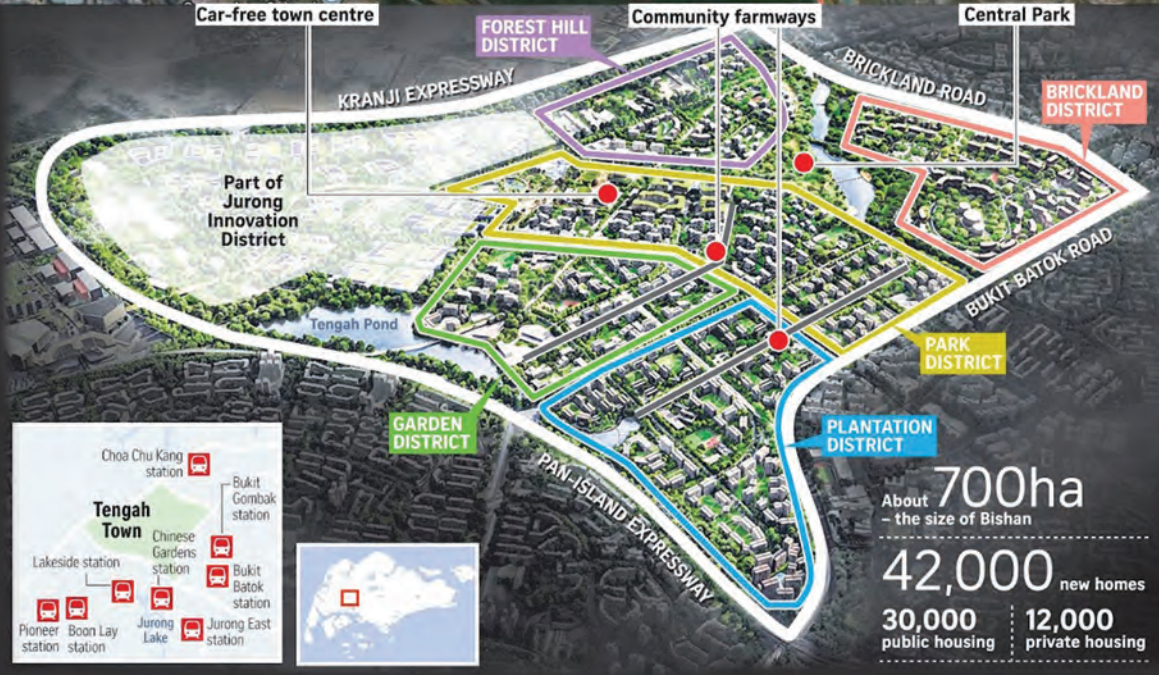 Car-free town centre
Community farmways
Central Park
FOREST HILL
DISTRICT
KRANJI EXPRESSWAY
BRICKLAND ROAD
BRICKLAND
DISTRICT
Part of
Jurong
Innovation
District
BUKIT BATOK ROAD
Tengah Pond
PARK
DISTRICT
GARDEN
DISTRICT
PLANTATION
DISTRICT
PAN-ISLAND EXPRESSWAY
Choa Chu Kang
station
Bukit
Gombak
station
Tengah
Town
Chinese
Gardens
station
Lakeside station
Bukit
Batok
station
Pioneer
station
Boon Lay
station
Jurong
Lake
Jurong East
station
About 700ha
– the size of Bishan
42,000 new homes
30,000
public housing
12,000
private housing